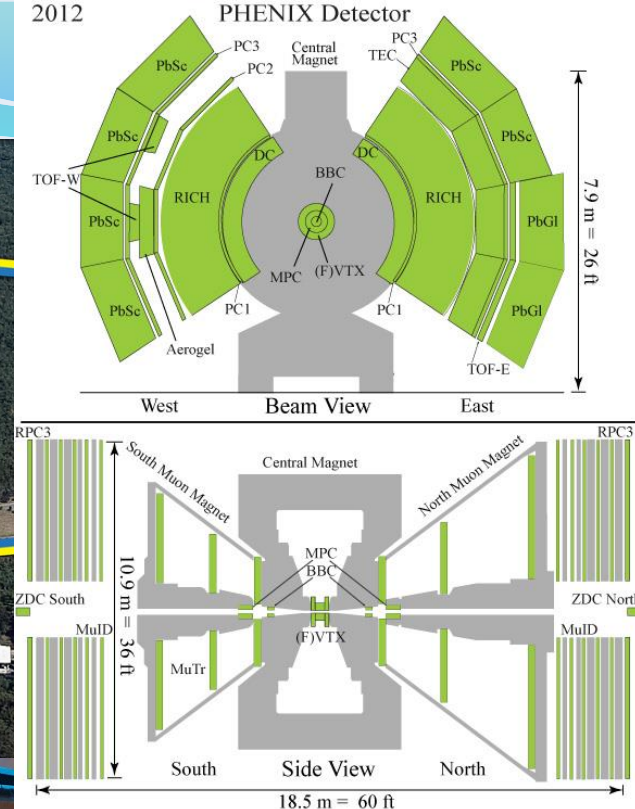 2012
PHENIX Detector
Central
Magnet
PC3
PC2
PbSc
PbSc
PbSc
PbSc
TOF-W
RICH
DC
BBC
MPC
(F)VTX
PC1
Aerogel
PC3
TEC
PbSc
PbSc
DC
RICH
PbGl
PbGl
PC1
TOF-E
7.9 m = 26 ft
West
Beam View
East
RPC3
South Muon Magnet
Central Magnet
North Muon Magnet
RPC3
10.9 m = 36 ft
MPC
BBC
ZDC South
ZDC North
MuID
(F)VTX
MuID
MuTr
South
Side View
North
18.5 m = 60 ft